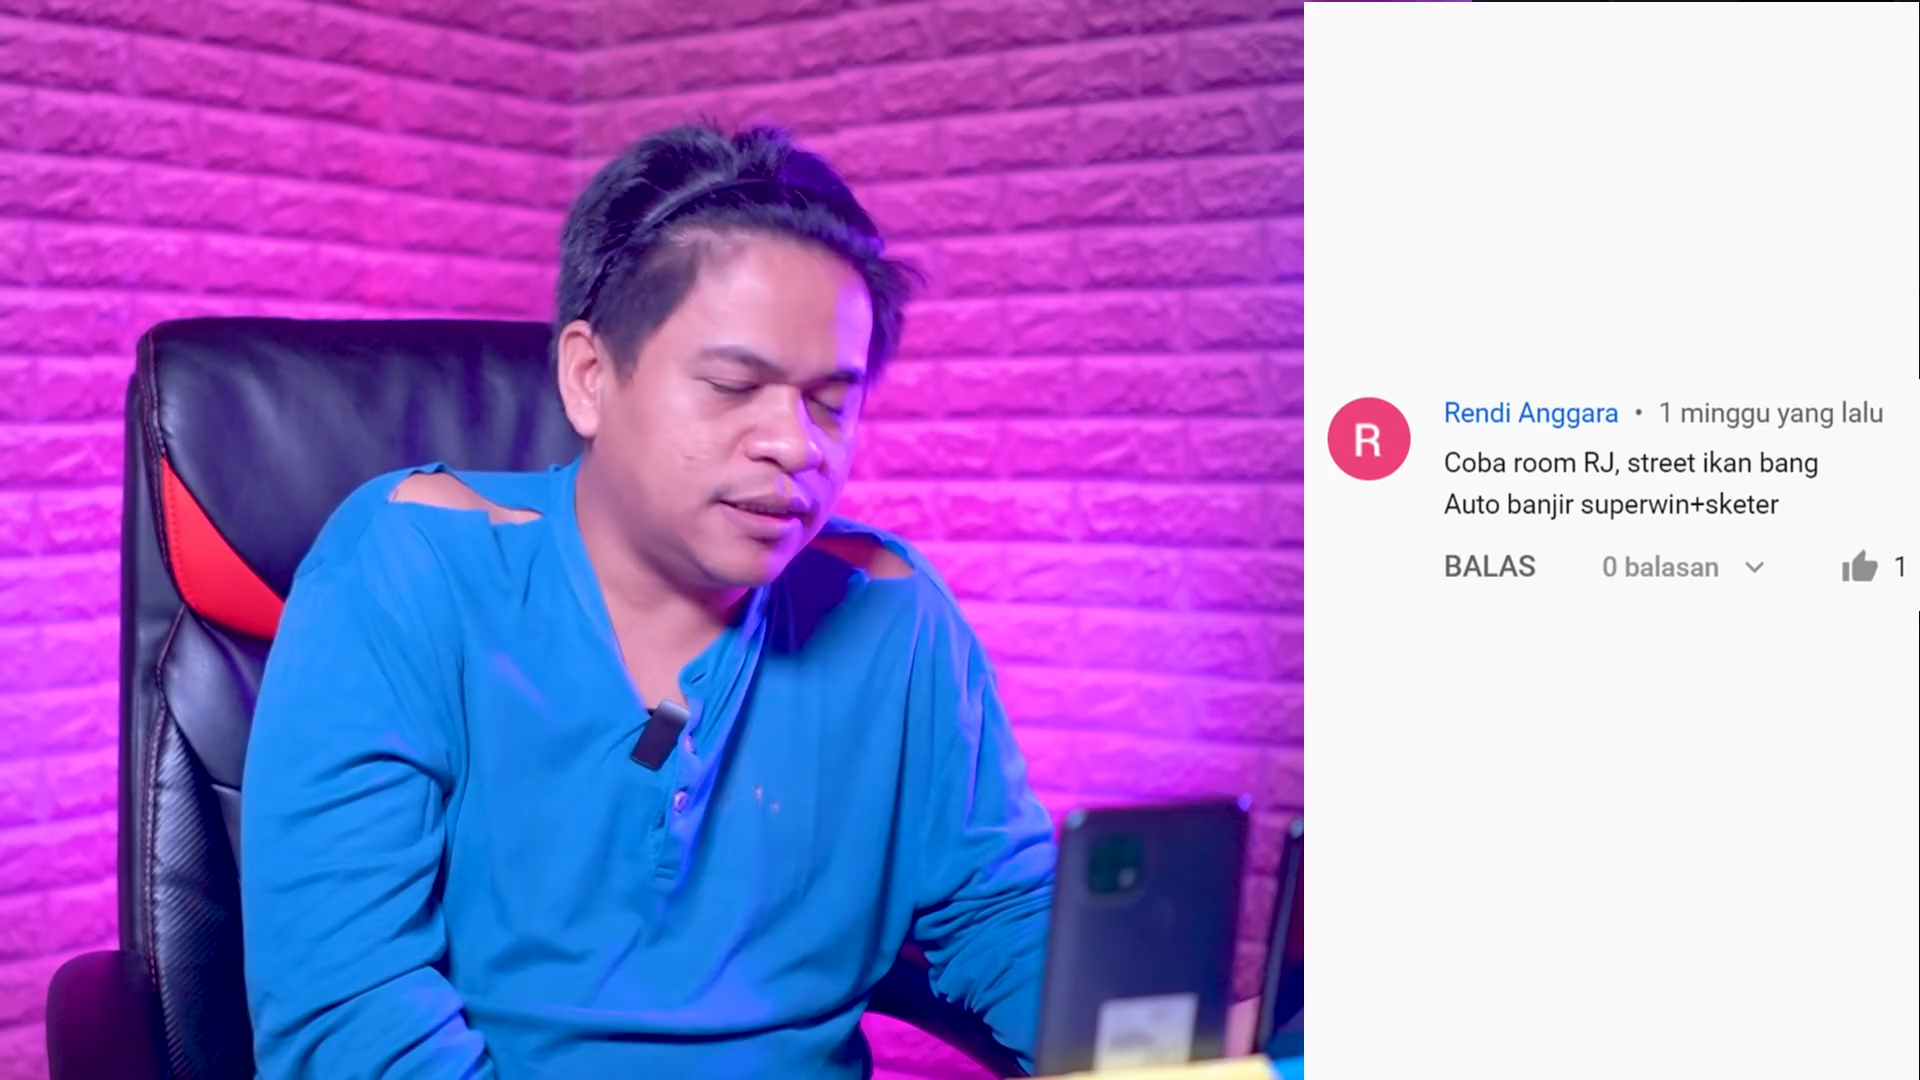 R
Rendi Anggara • 1 minggu yang lalu
Coba room RJ, street ikan bang
Auto banjir superwin+sketer
BALAS 0 balasan 1